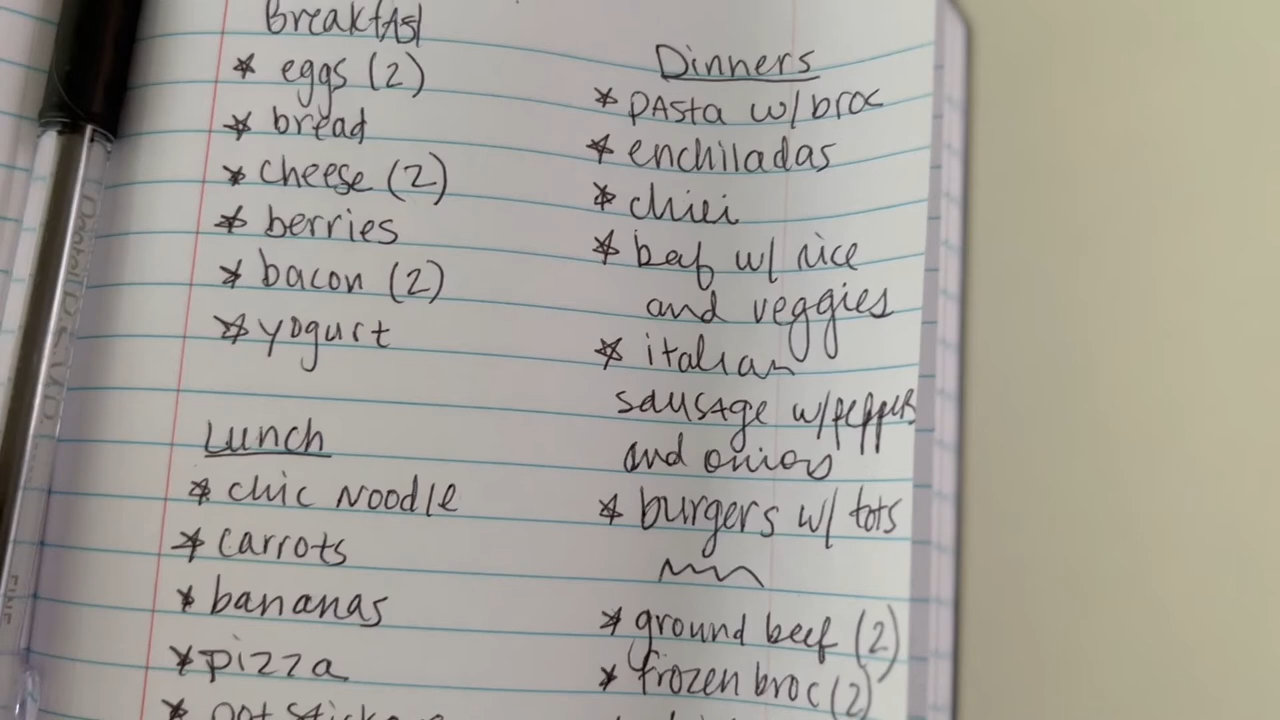 BreakfAst
* eggs (2)
* bread
* cheese (2)
* berries
* bacon (2)
* yogurt
Lunch
* chic Noodle
* carrots
* bananas
* pizza
* pot sticke
Dinners
* pAsta w/ broc
* enchiladas
* chili
* beef w/ rice
and veggies
* italian
sausage w/ peppers
and onions
* burgers w/ tots
* ground beef (2)
* frozen broc (2)